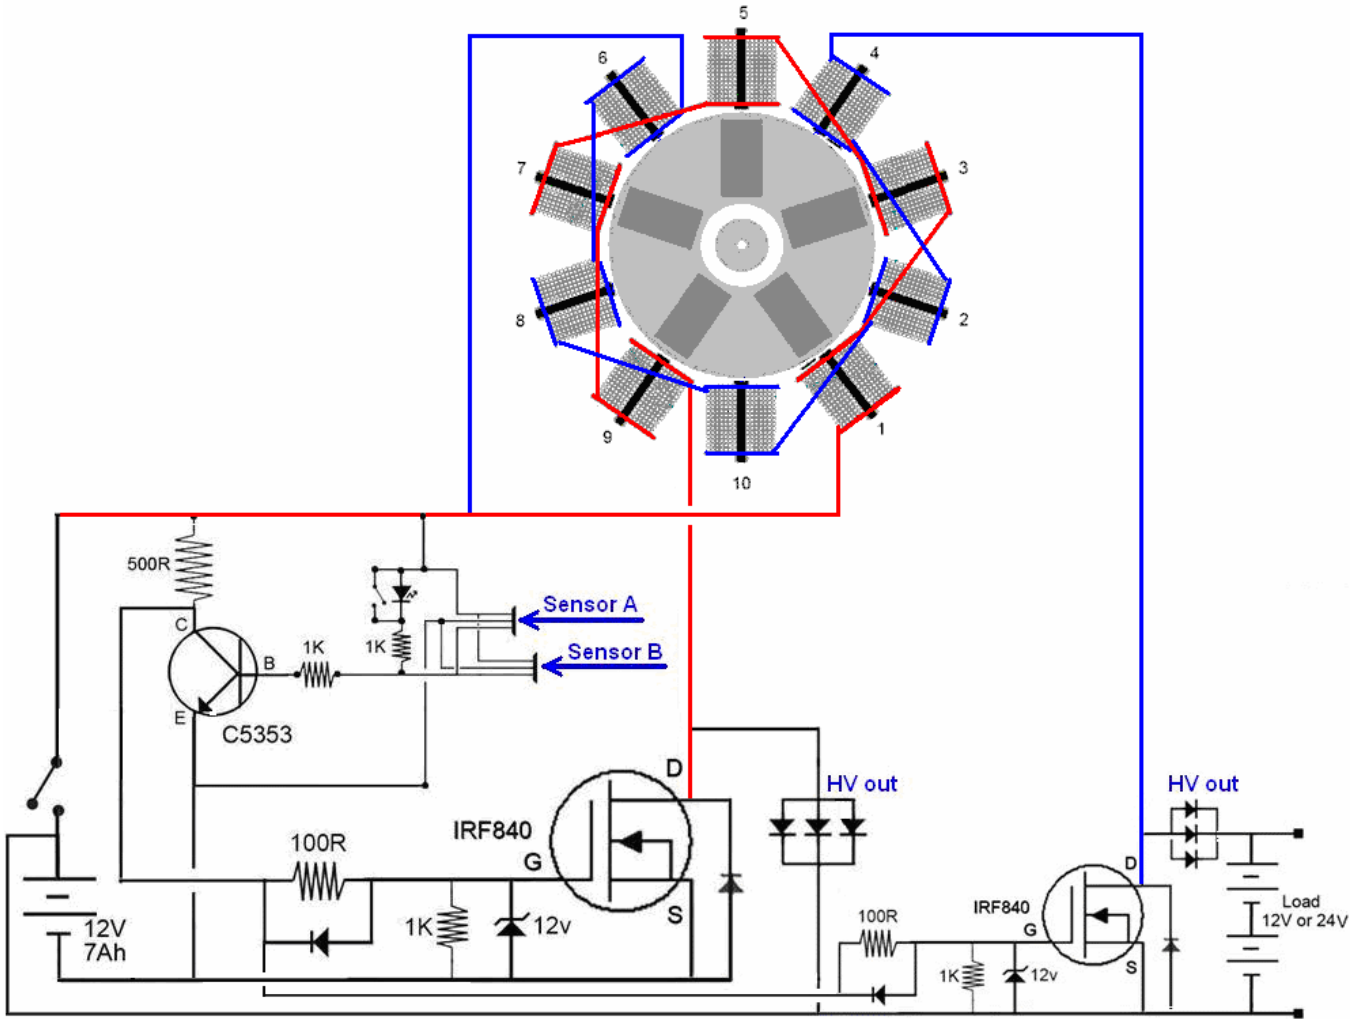 5
6
4
7
3
8
2
9
1
10
500R
C
B
E
C5353
1K
1K
Sensor A
Sensor B
D
HV out
HV out
IRF840
100R
G
S
1K
12v
12V
7Ah
D
IRF840
G
S
100R
1K
12v
Load
12V or 24V